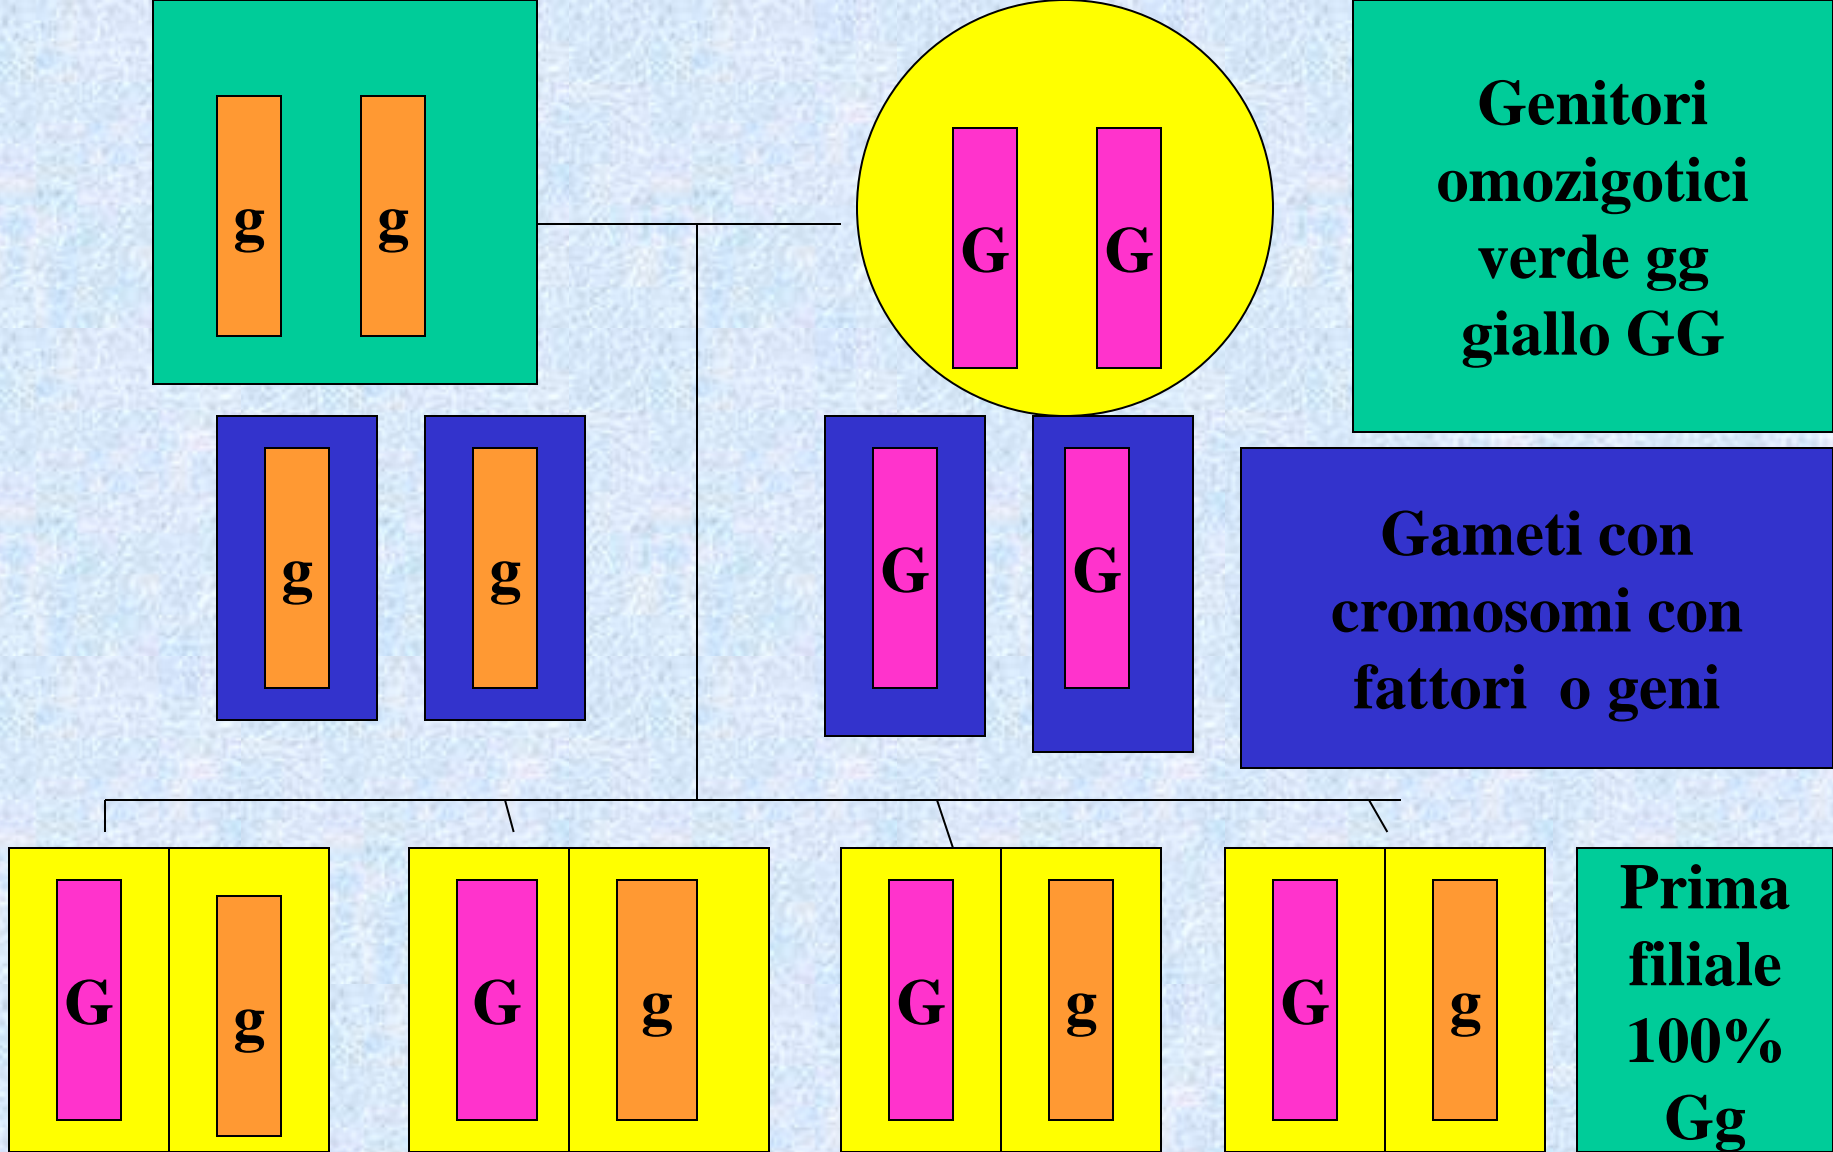 g g
G G
Genitori
omozigotici
verde gg
giallo GG
g g
G G
Gameti con
cromosomi con
fattori  o geni
G g
G g
G g
G g
Prima
filiale
100%
Gg